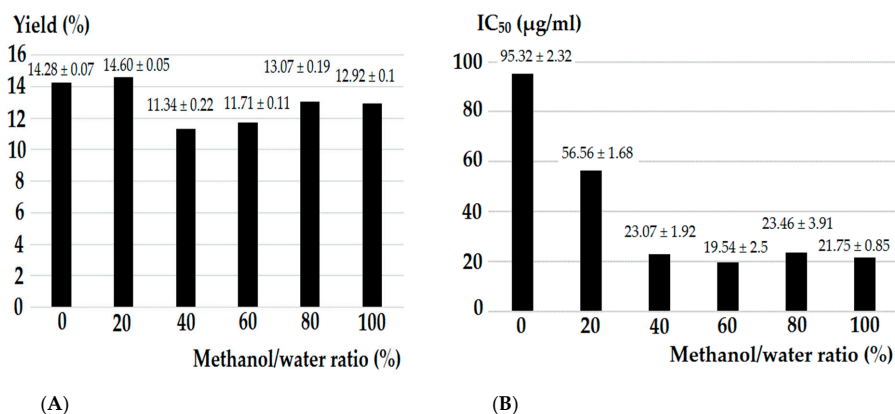 Yield (%)
16
14
12
10
8
6
4
2
0
14.28 ± 0.07
14.60 ± 0.05
11.34 ± 0.22
11.71 ± 0.11
13.07 ± 0.19
12.92 ± 0.1
0 20 40 60 80 100
Methanol/water ratio (%)
(A)
IC50 (µg/ml)
100
80
60
40
20
0
95.32 ± 2.32
56.56 ± 1.68
23.07 ± 1.92
19.54 ± 2.5
23.46 ± 3.91
21.75 ± 0.85
0 20 40 60 80 100
Methanol/water ratio (%)
(B)